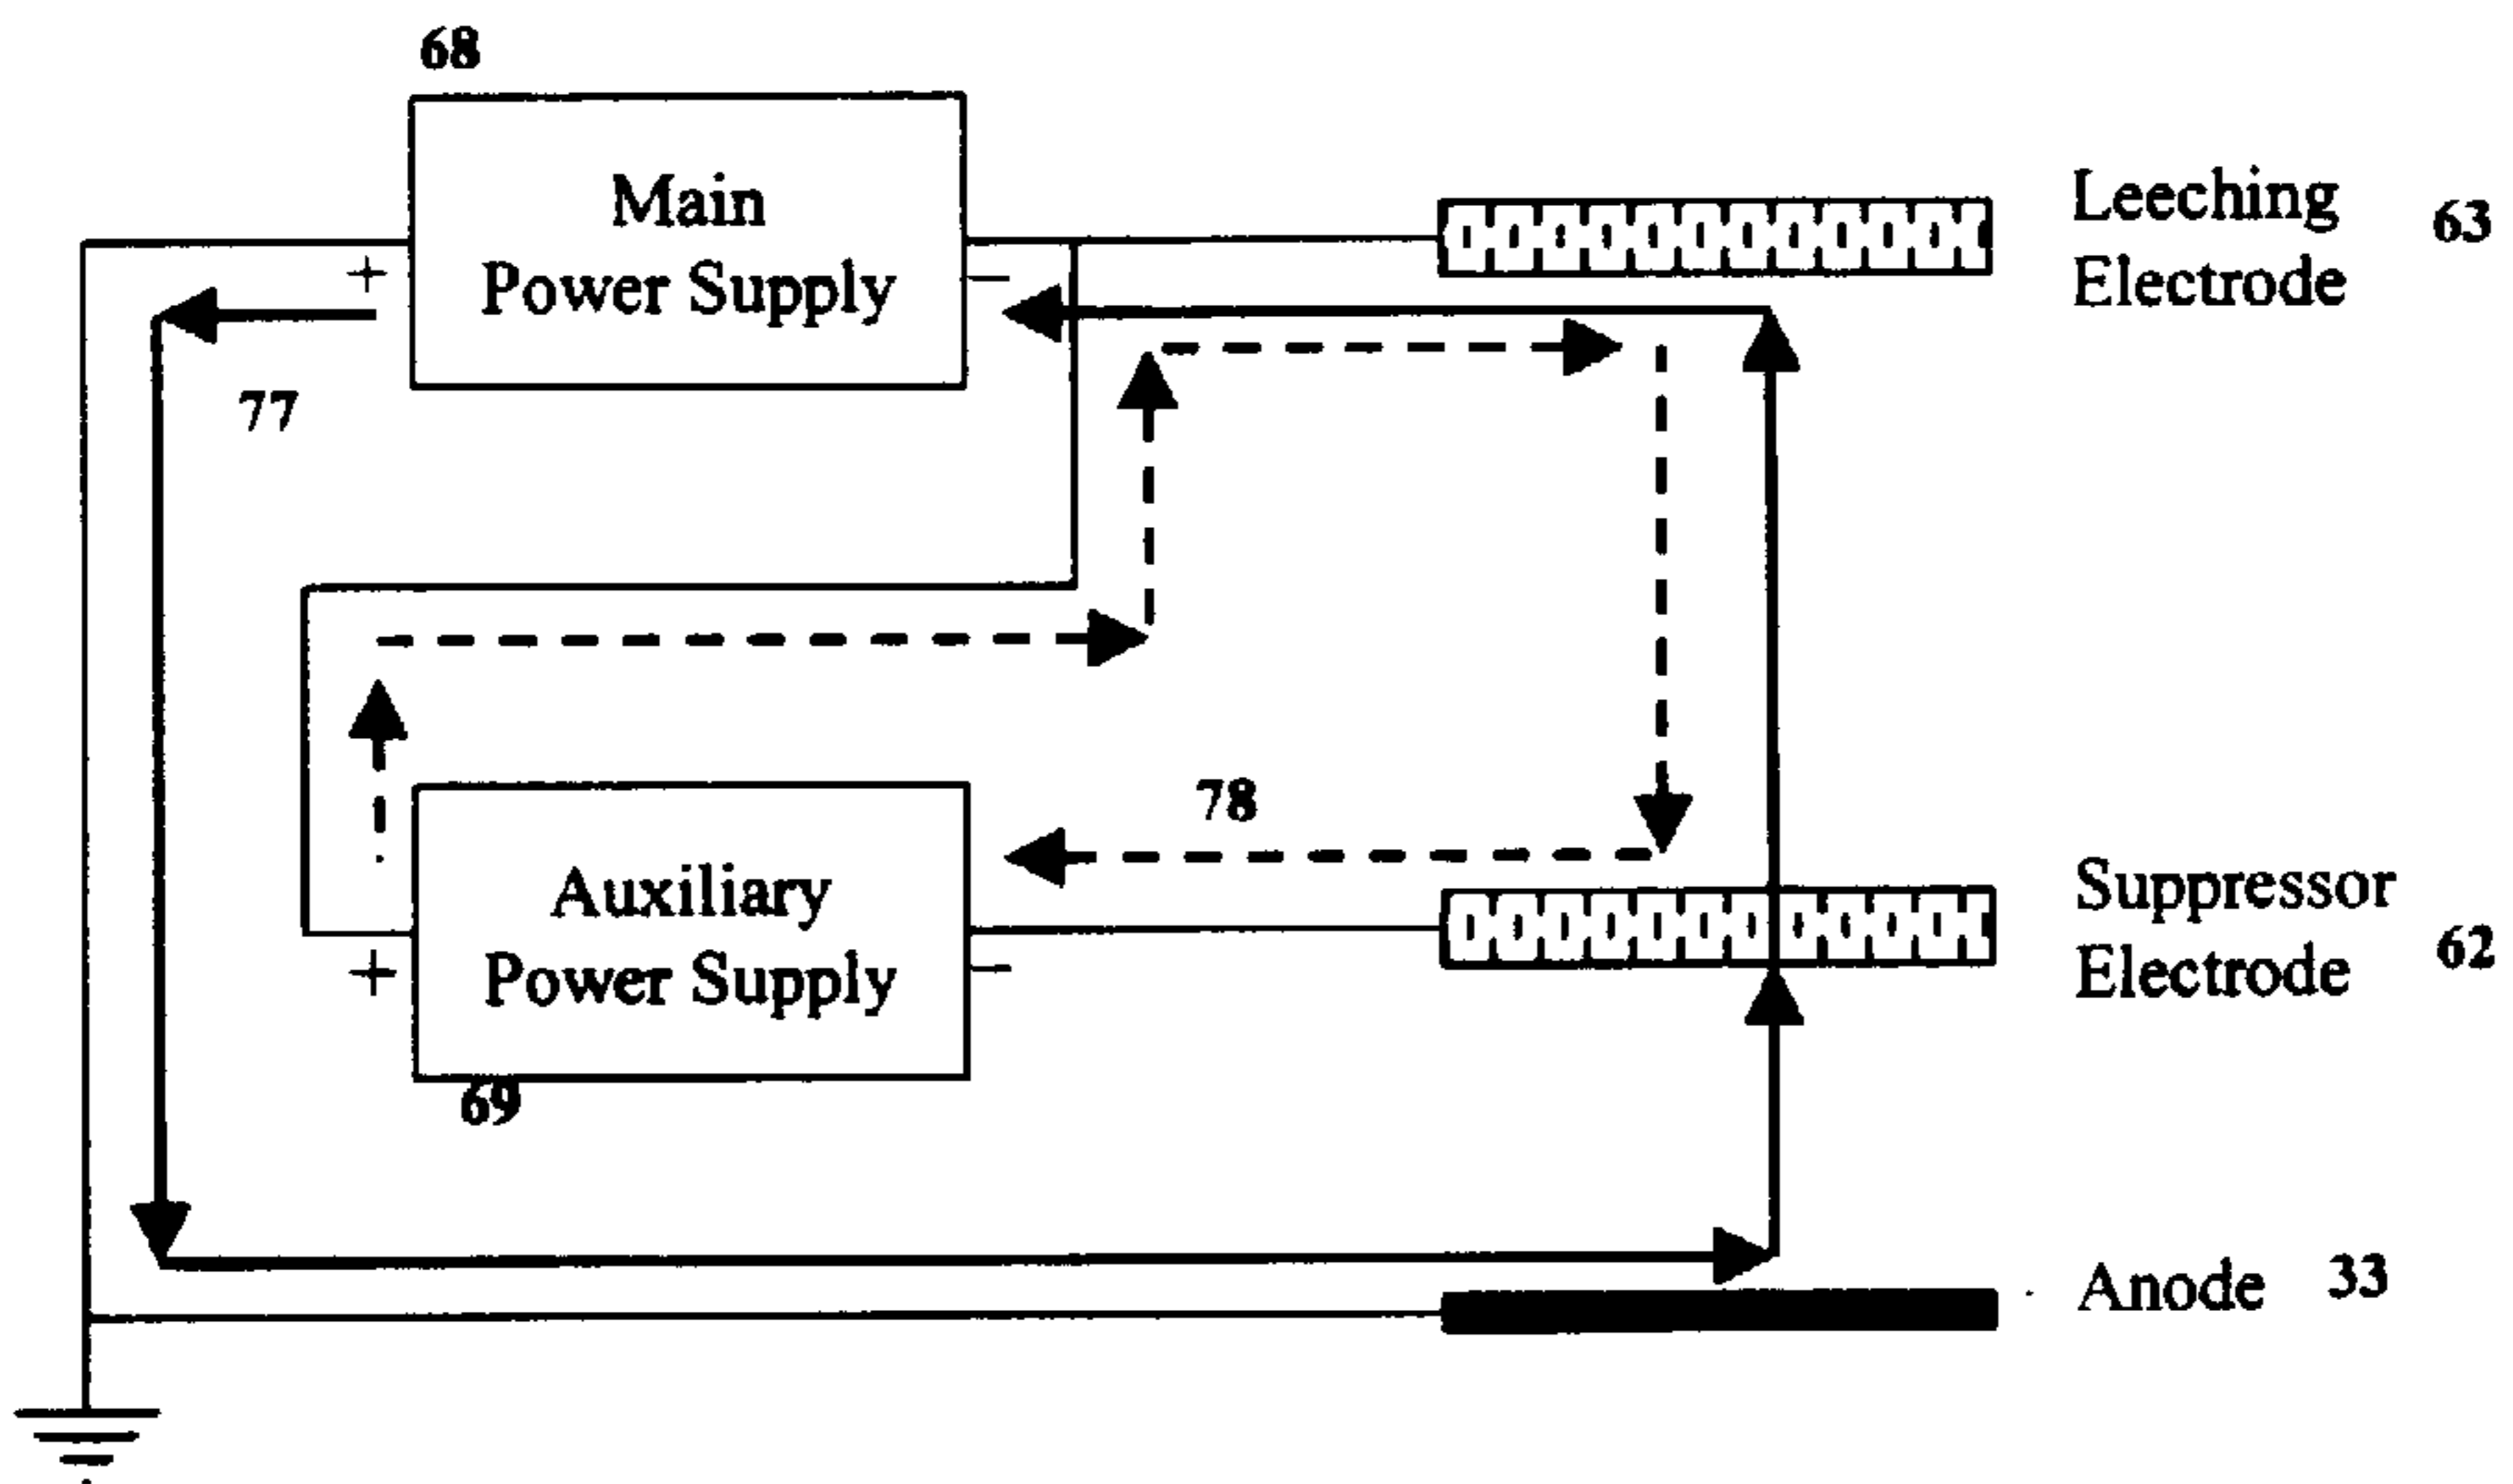 68
Main
Power Supply
+
−
Leeching
Electrode
63
77
78
Auxiliary
Power Supply
+
−
69
Suppressor
Electrode
62
Anode 33